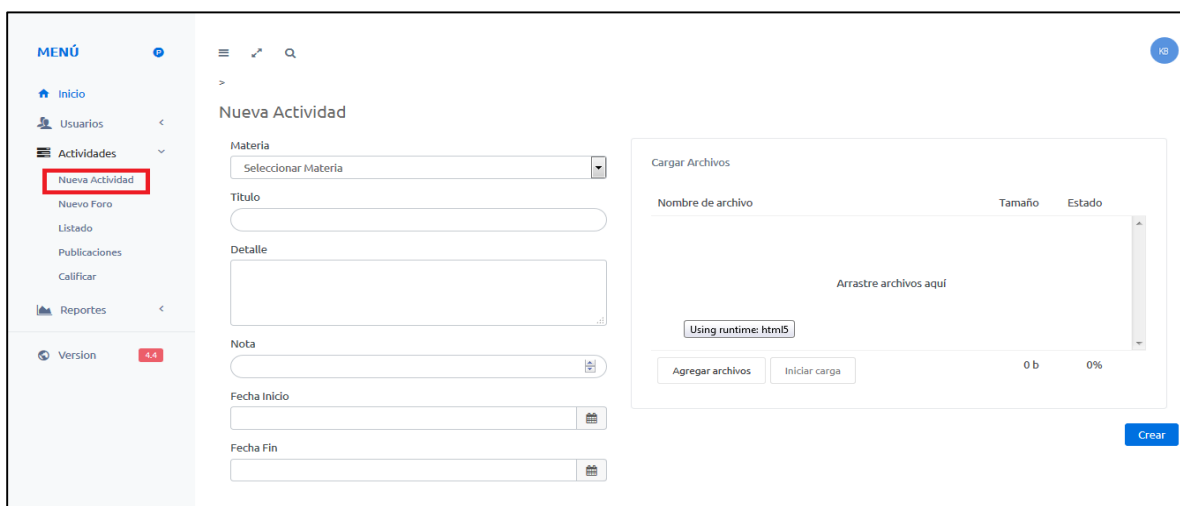 MENÚ
P
KB
>
Inicio
Usuarios
Actividades
Nueva Actividad
Nuevo Foro
Listado
Publicaciones
Calificar
Reportes
Version 4.4
Nueva Actividad
Materia
Seleccionar Materia
Titulo
Detalle
Nota
Fecha Inicio
Fecha Fin
Cargar Archivos
Nombre de archivo Tamaño Estado
Arrastre archivos aquí
Using runtime: html5
Agregar archivos Iniciar carga 0 b 0%
Crear